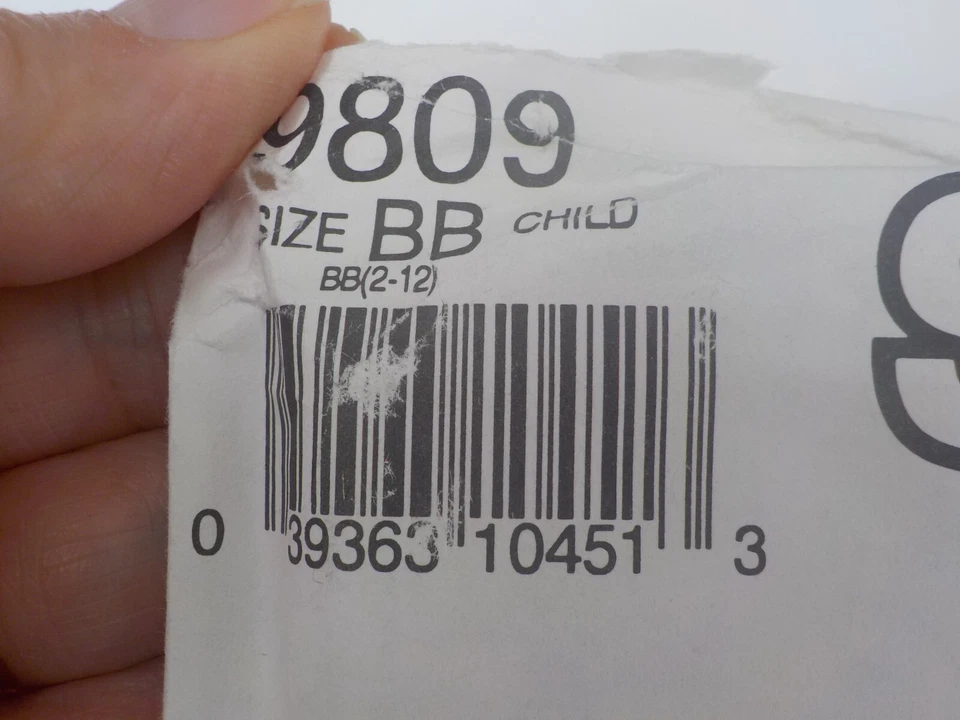 9809
SIZE BB CHILD
BB(2-12)
0 39363 10451 3